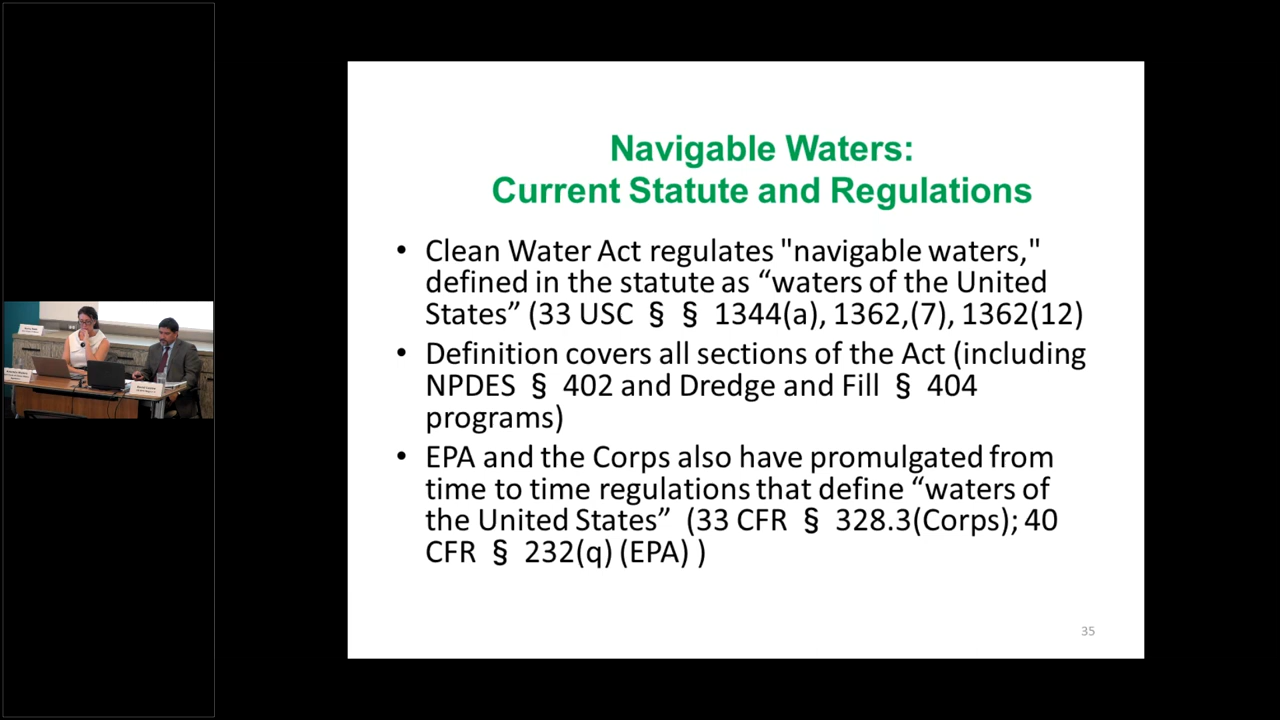 Navigable Waters:
Current Statute and Regulations
• Clean Water Act regulates "navigable waters,"
defined in the statute as “waters of the United
States” (33 USC § § 1344(a), 1362,(7), 1362(12)
• Definition covers all sections of the Act (including
NPDES § 402 and Dredge and Fill § 404
programs)
• EPA and the Corps also have promulgated from
time to time regulations that define “waters of
the United States” (33 CFR § 328.3(Corps); 40
CFR § 232(q) (EPA) )
35